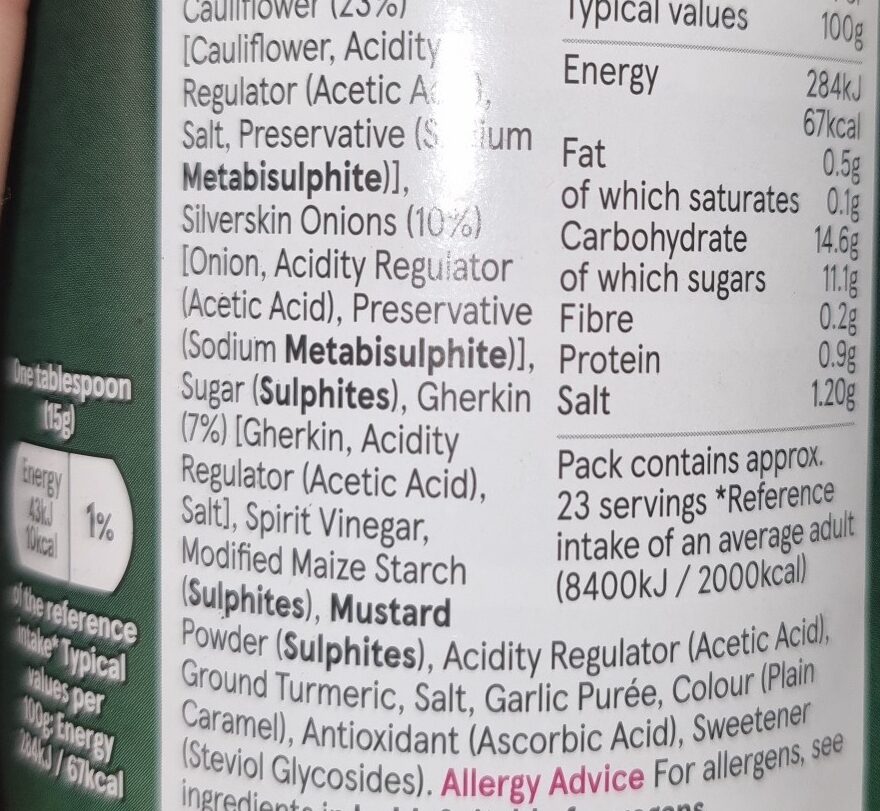 One tablespoon
(15g)
Energy
43kJ
10kcal
1%
of the reference
intake* Typical
values per
100g: Energy
284kJ / 67kcal
Cauliflower (23%)
[Cauliflower, Acidity
Regulator (Acetic
Salt, Preservative
Metabisulphite)],
Silverskin Onions (10%)
[Onion, Acidity Regulator
(Acetic Acid), Preservative
(Sodium Metabisulphite)],
Sugar (Sulphites), Gherkin
(7%) [Gherkin, Acidity
Regulator (Acetic Acid),
Salt], Spirit Vinegar,
Modified Maize Starch
(Sulphites), Mustard
Powder (Sulphites), Acidity Regulator (Acetic Acid),
Ground Turmeric, Salt, Garlic Purée, Colour (Plain
Caramel), Antioxidant (Ascorbic Acid), Sweetener
(Steviol Glycosides). Allergy Advice For allergens, see
ingredients
Typical values 100g
Energy 284kJ
67kcal
Fat 0.5g
of which saturates 0.1g
Carbohydrate 14.6g
of which sugars 11.1g
Fibre 0.2g
Protein 0.9g
Salt 1.20g
Pack contains approx.
23 servings *Reference
intake of an average adult
(8400kJ / 2000kcal)